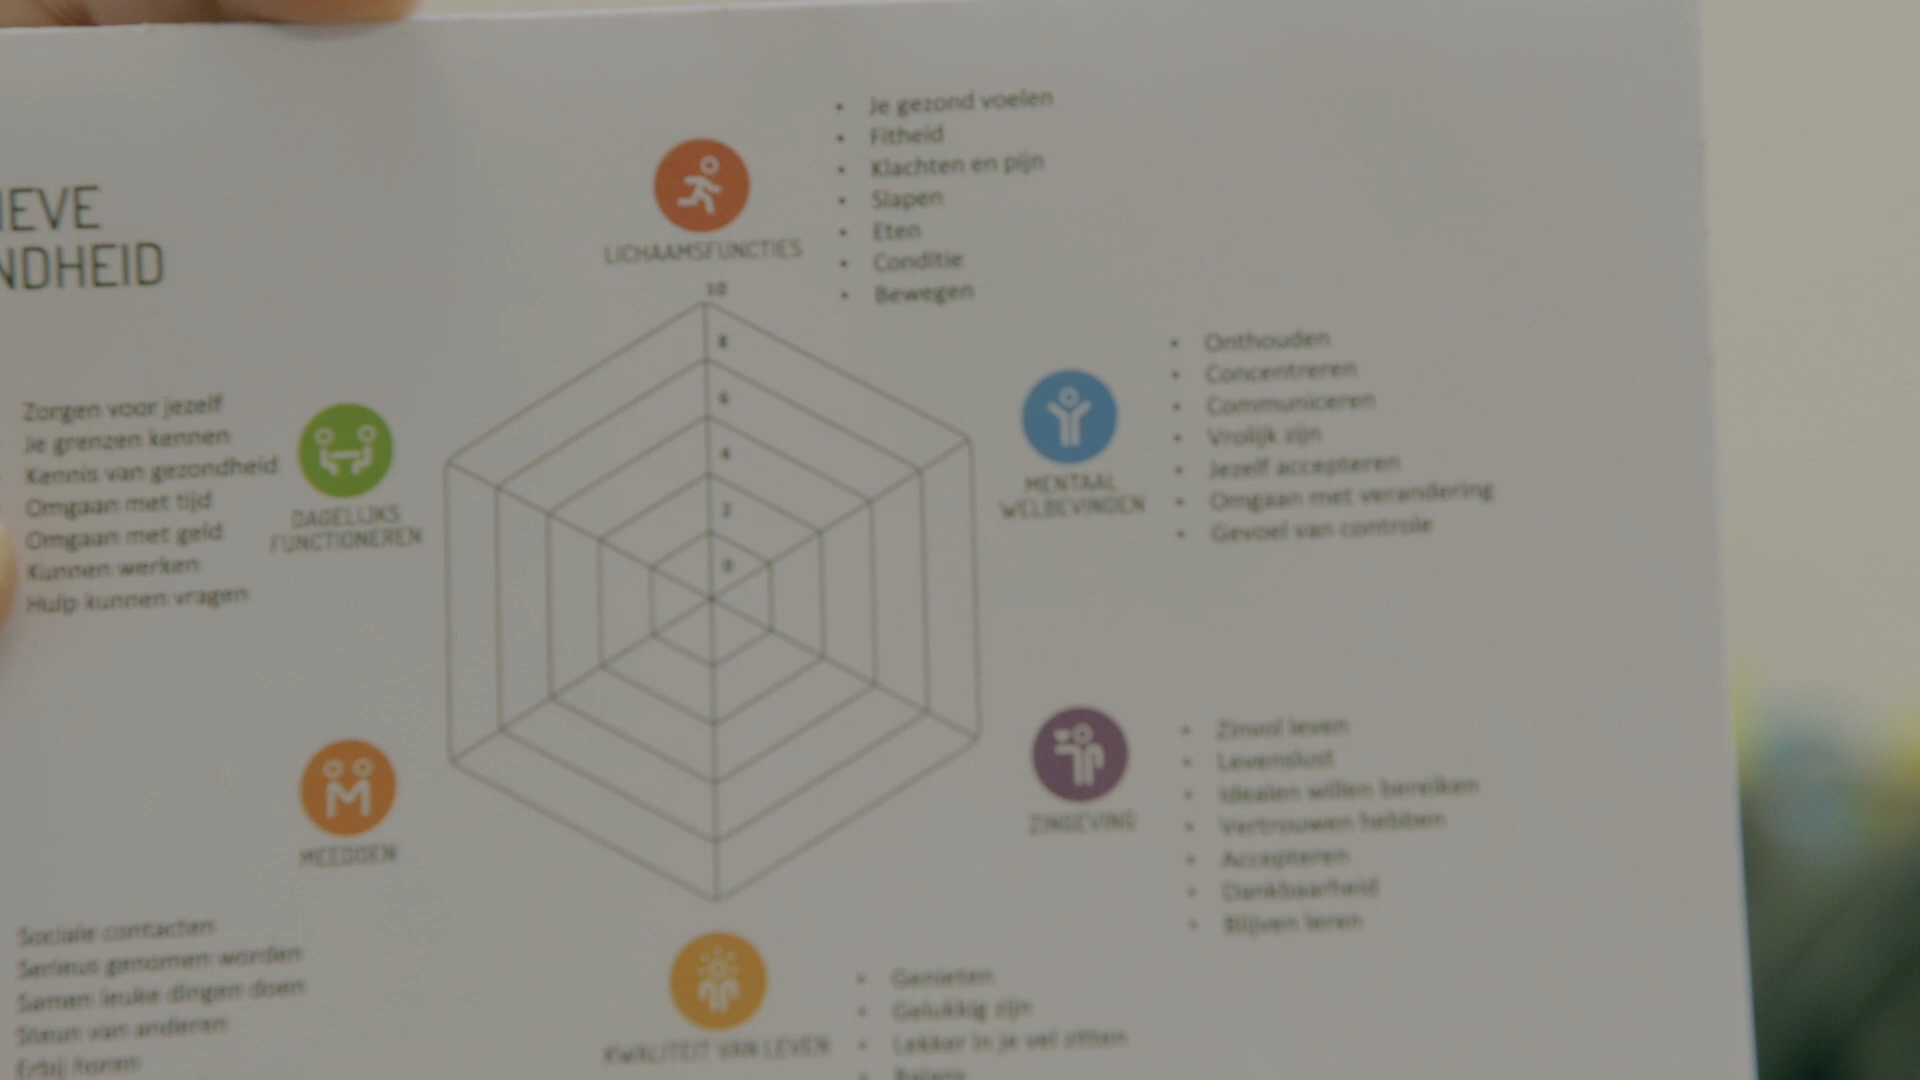 IEVE
NDHEID
LICHAAMSFUNCTIES
• Je gezond voelen
• Fitheid
• Klachten en pijn
• Slapen
• Eten
• Conditie
• Bewegen
10
8
6
4
2
0
MENTAAL
WELBEVINDEN
• Onthouden
• Concentreren
• Communiceren
• Vrolijk zijn
• Jezelf accepteren
• Omgaan met verandering
• Gevoel van controle
Zorgen voor jezelf
Je grenzen kennen
Kennis van gezondheid
Omgaan met tijd
Omgaan met geld
Kunnen werken
Hulp kunnen vragen
DAGELIJKS
FUNCTIONEREN
ZINGEVING
• Zinvol leven
• Levenslust
• Idealen willen bereiken
• Vertrouwen hebben
• Accepteren
• Dankbaarheid
• Blijven leren
MEEDOEN
Sociale contacten
Serieus genomen worden
Samen leuke dingen doen
Steun van anderen
Erbij horen
KWALITEIT VAN LEVEN
• Genieten
• Gelukkig zijn
• Lekker in je vel zitten
Balans